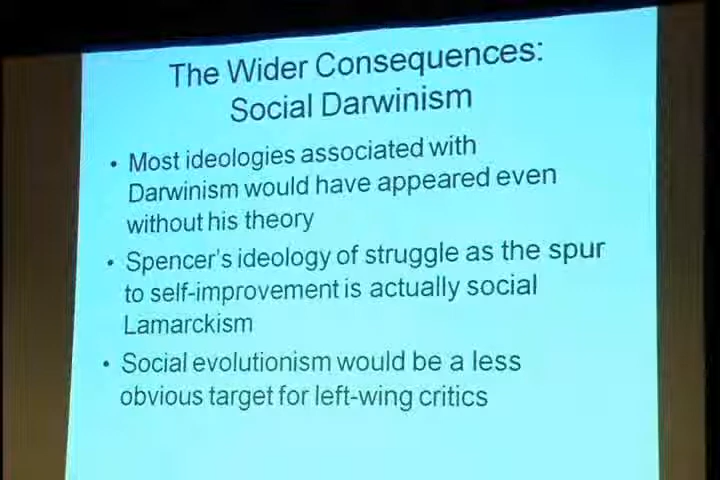 The Wider Consequences:
Social Darwinism
• Most ideologies associated with
Darwinism would have appeared even
without his theory
• Spencer's ideology of struggle as the spur
to self-improvement is actually social
Lamarckism
• Social evolutionism would be a less
obvious target for left-wing critics